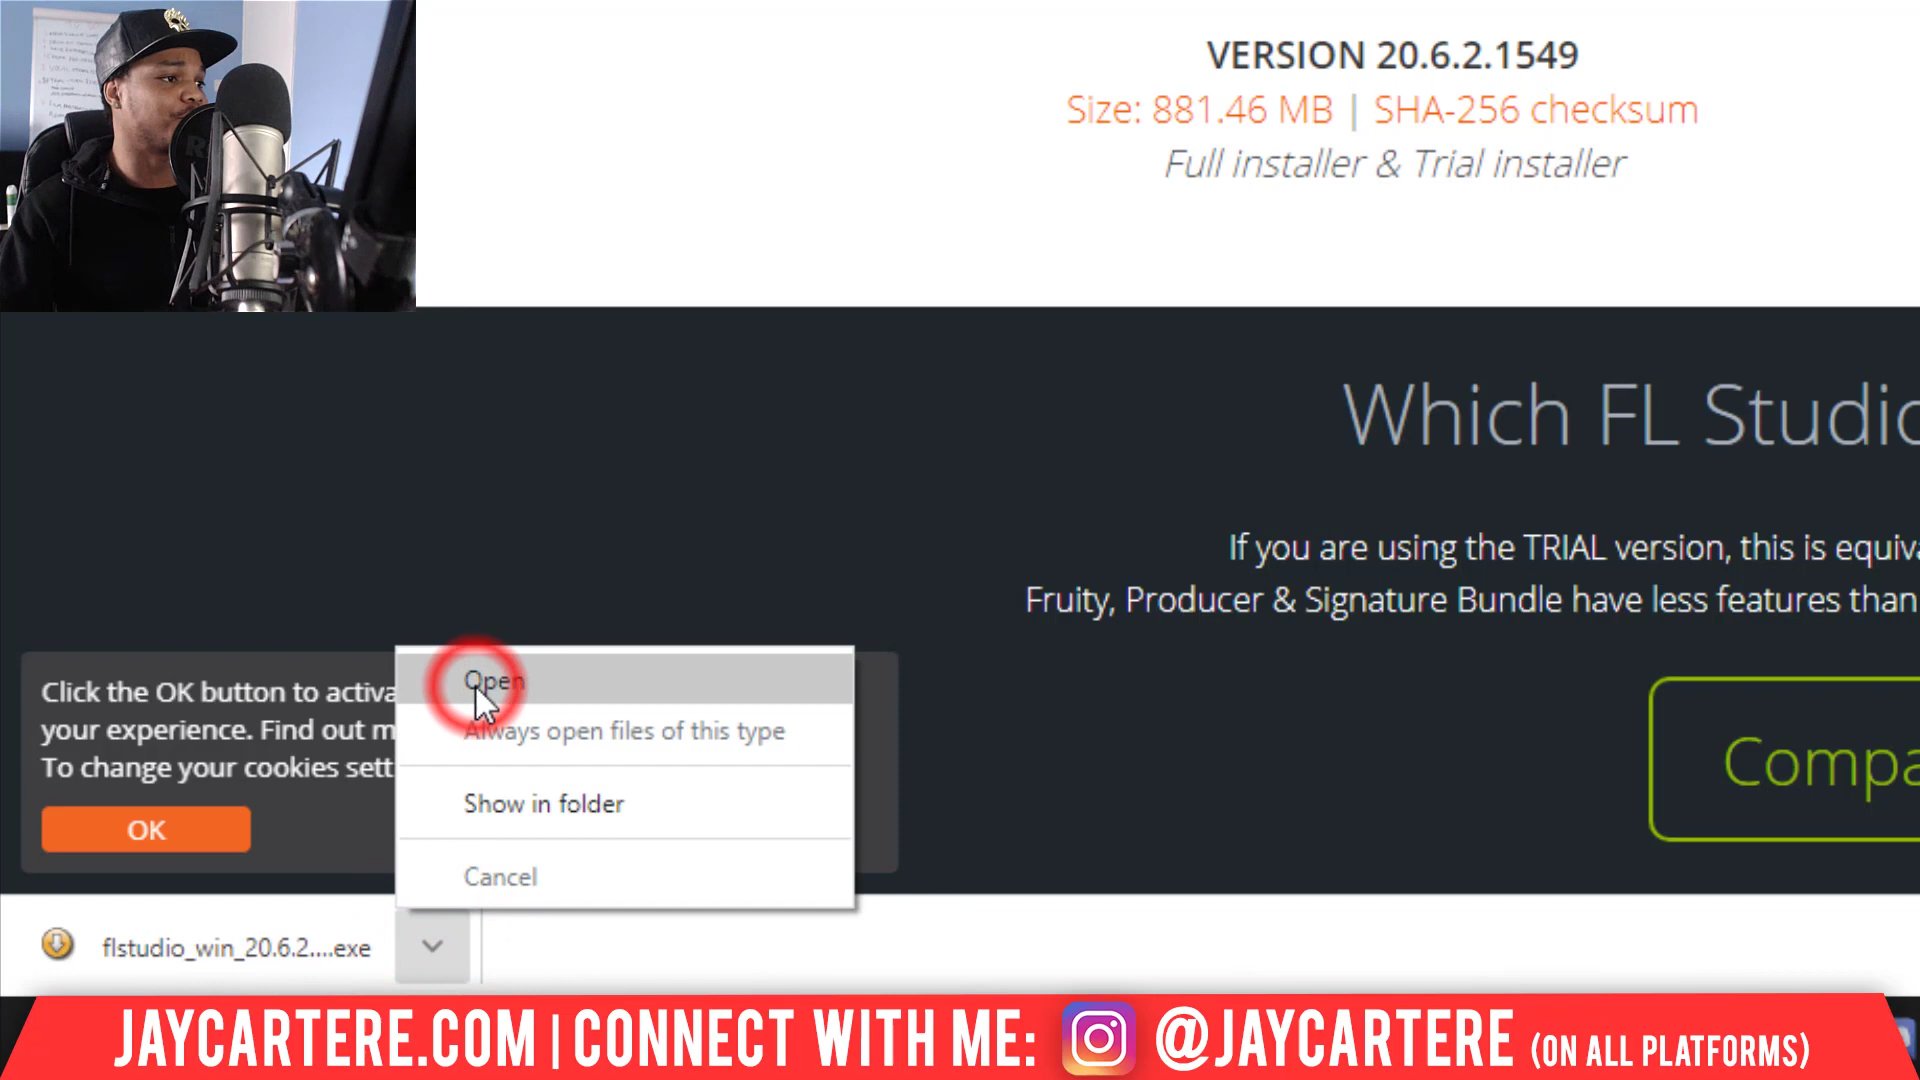 VERSION 20.6.2.1549
Size: 881.46 MB | SHA-256 checksum
Full installer & Trial installer
Which FL Studio
If you are using the TRIAL version, this is equiva
Fruity, Producer & Signature Bundle have less features than
Compa
Click the OK button to activa
your experience. Find out m
To change your cookies sett
OK
Open
Always open files of this type
Show in folder
Cancel
flstudio_win_20.6.2....exe
JAYCARTERE.COM | CONNECT WITH ME: @JAYCARTERE (ON ALL PLATFORMS)